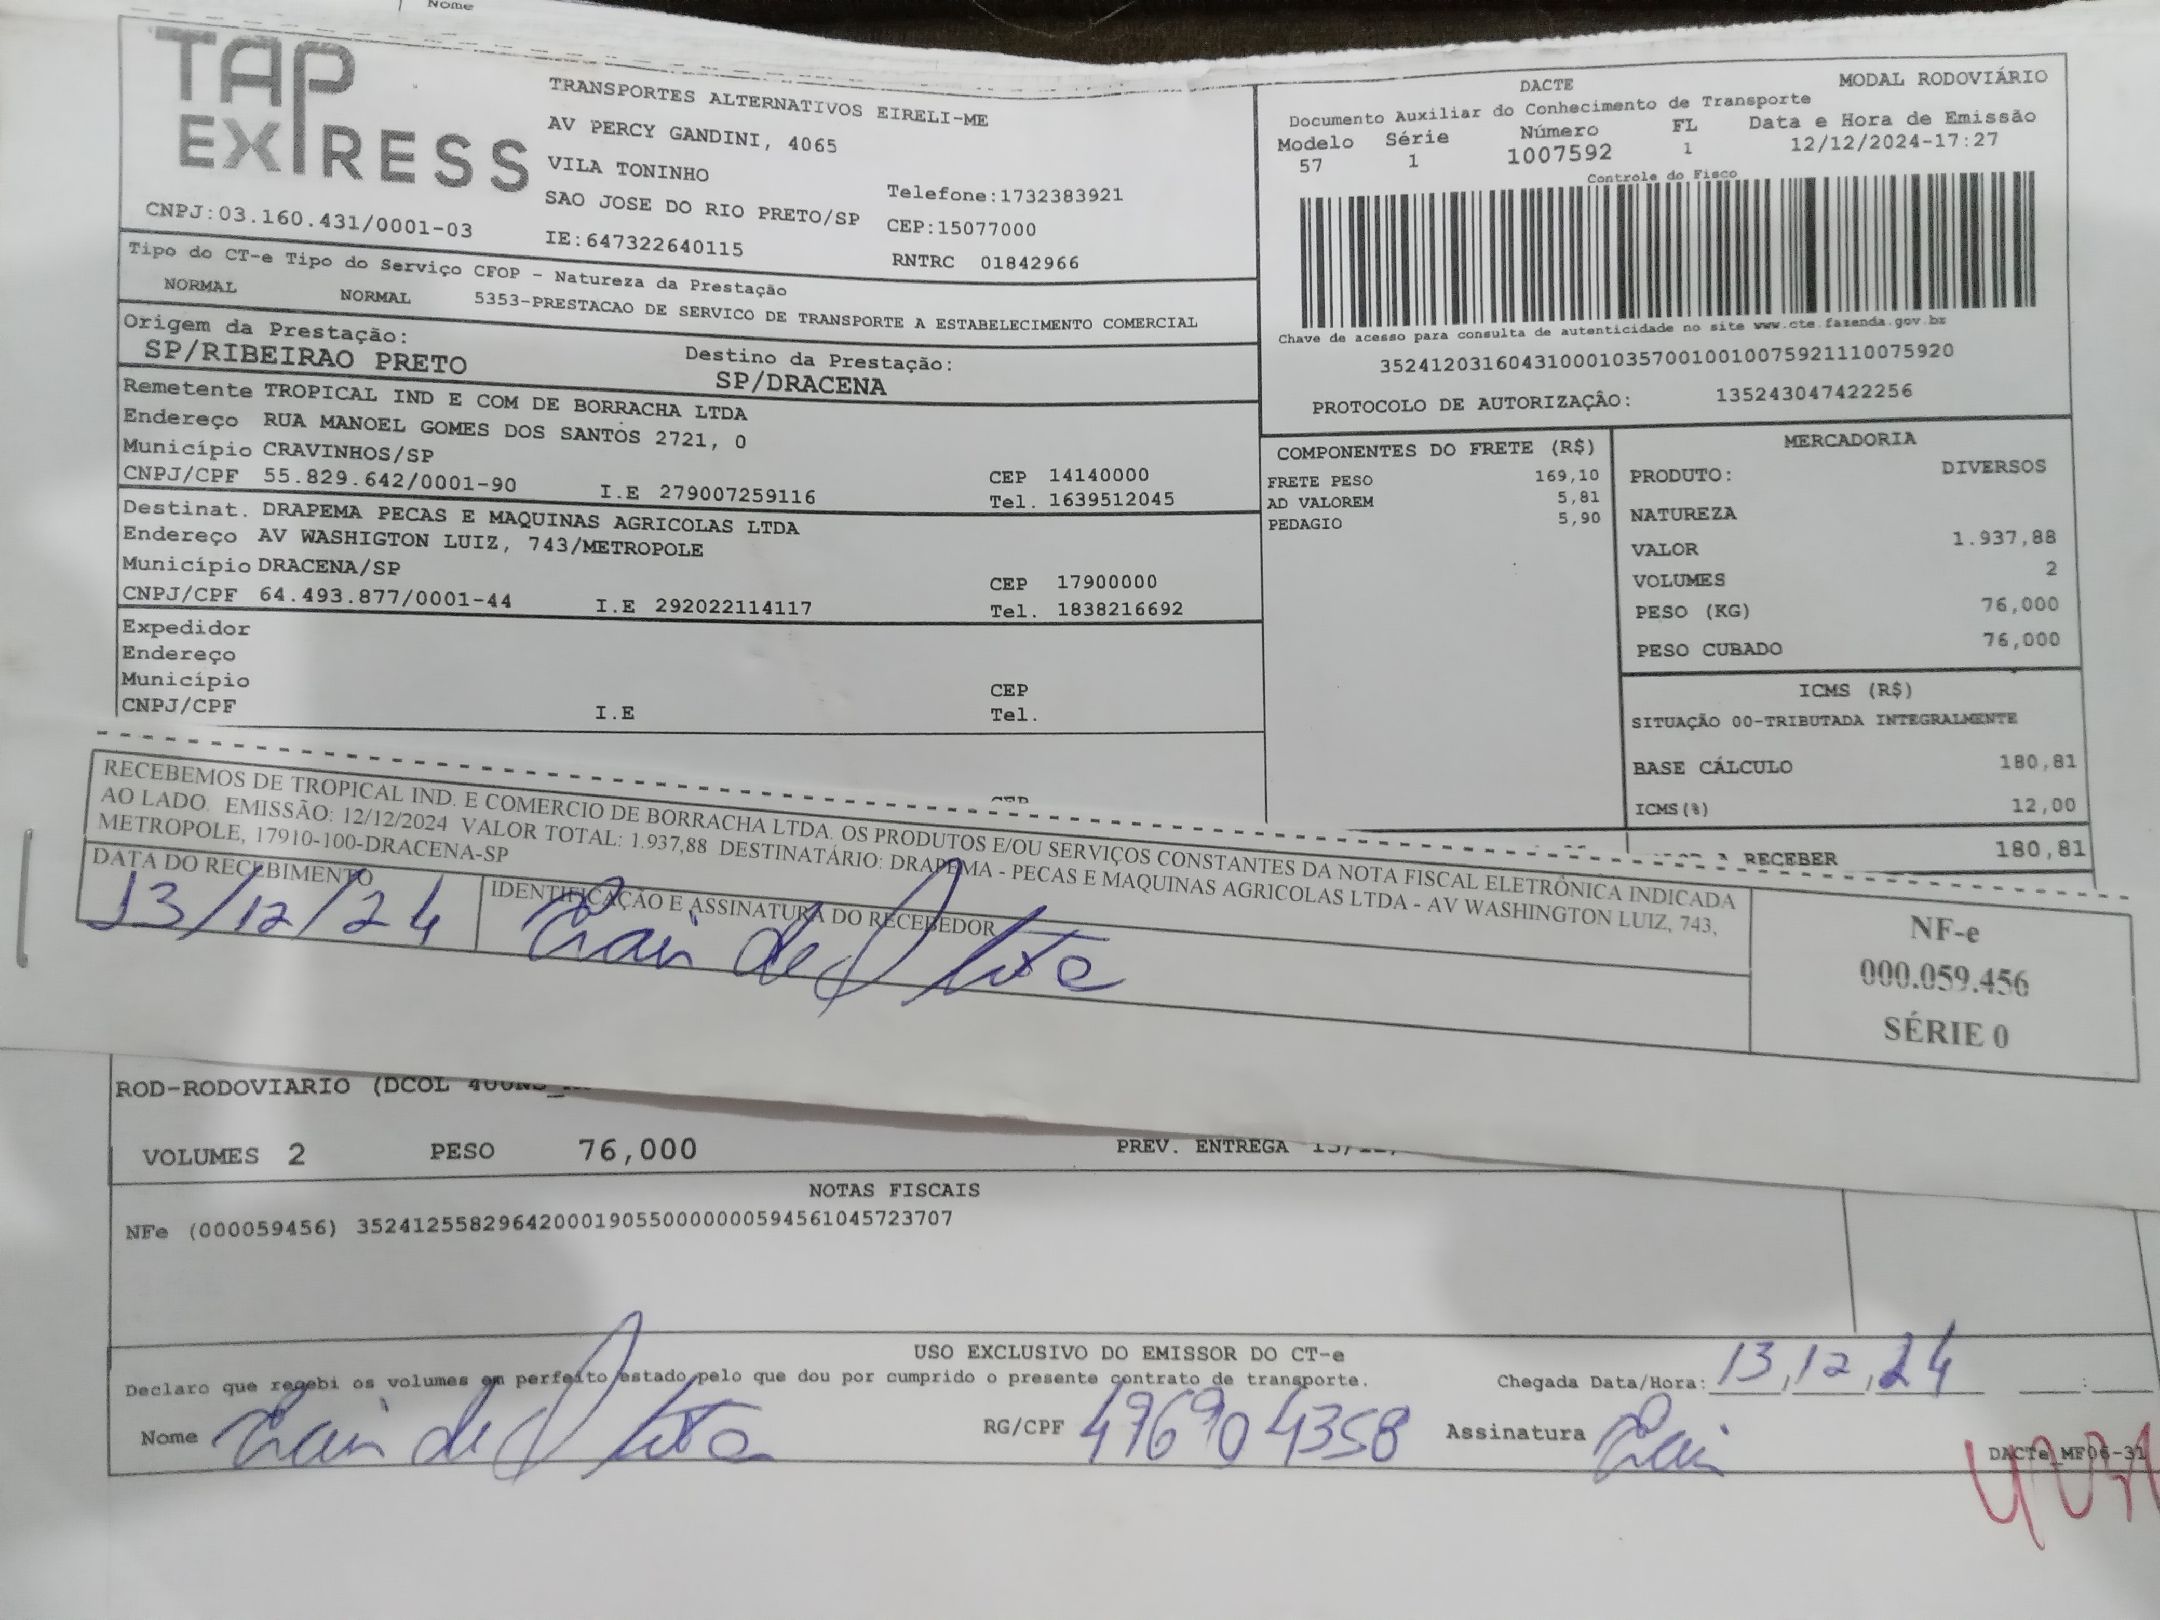 Nome
TAP
EXPRESS
CNPJ:03.160.431/0001-03
TRANSPORTES ALTERNATIVOS EIRELI-ME
AV PERCY GANDINI, 4065
VILA TONINHO
SAO JOSE DO RIO PRETO/SP
IE:647322640115
Telefone:1732383921
CEP:15077000
RNTRC 01842966
DACTE
MODAL RODOVIÁRIO
Documento Auxiliar do Conhecimento de Transporte
Modelo Série Número FL Data e Hora de Emissão
57 1 1007592 1 12/12/2024-17:27
Controle do Fisco
Chave de acesso para consulta de autenticidade no site www.cte.fazenda.gov.br
35241203160431000103570010010075921110075920
PROTOCOLO DE AUTORIZAÇÂO: 135243047422256
Tipo do CT-e Tipo do Serviço CFOP - Natureza da Prestação
NORMAL NORMAL 5353-PRESTACAO DE SERVICO DE TRANSPORTE A ESTABELECIMENTO COMERCIAL
Origem da Prestação:
SP/RIBEIRAO PRETO
Destino da Prestação:
SP/DRACENA
Remetente TROPICAL IND E COM DE BORRACHA LTDA
Endereço RUA MANOEL GOMES DOS SANTOS 2721, 0
Município CRAVINHOS/SP CEP 14140000
CNPJ/CPF 55.829.642/0001-90 I.E 279007259116 Tel. 1639512045
Destinat. DRAPEMA PECAS E MAQUINAS AGRICOLAS LTDA
Endereço AV WASHIGTON LUIZ, 743/METROPOLE
Município DRACENA/SP CEP 17900000
CNPJ/CPF 64.493.877/0001-44 I.E 292022114117 Tel. 1838216692
Expedidor
Endereço
Município CEP
CNPJ/CPF I.E Tel.
COMPONENTES DO FRETE (R$)
FRETE PESO 169,10
AD VALOREM 5,81
PEDAGIO 5,90
MERCADORIA
PRODUTO: DIVERSOS
NATUREZA
VALOR 1.937,88
VOLUMES 2
PESO (KG) 76,000
PESO CUBADO 76,000
ICMS (R$)
SITUAÇÃO 00-TRIBUTADA INTEGRALMENTE
BASE CÁLCULO 180,81
ICMS(%) 12,00
A RECEBER 180,81
RECEBEMOS DE TROPICAL IND. E COMERCIO DE BORRACHA LTDA. OS PRODUTOS E/OU SERVIÇOS CONSTANTES DA NOTA FISCAL ELETRÔNICA INDICADA
AO LADO. EMISSÃO: 12/12/2024 VALOR TOTAL: 1.937,88 DESTINATÁRIO: DRAPEMA - PECAS E MAQUINAS AGRICOLAS LTDA - AV WASHINGTON LUIZ, 743,
METROPOLE, 17910-100-DRACENA-SP
DATA DO RECEBIMENTO
13/12/24
IDENTIFICAÇÃO E ASSINATURA DO RECEBEDOR
NF-e
000.059.456
SÉRIE 0
ROD-RODOVIARIO (DCOL
VOLUMES 2 PESO 76,000 PREV. ENTREGA
NOTAS FISCAIS
NFe (000059456) 35241255829642000190550000000594561045723707
USO EXCLUSIVO DO EMISSOR DO CT-e
Declaro que recebi os volumes em perfeito estado pelo que dou por cumprido o presente contrato de transporte.
Chegada Data/Hora: 13,12,24
Nome
RG/CPF 496904358
Assinatura
DACTe_MF06-31